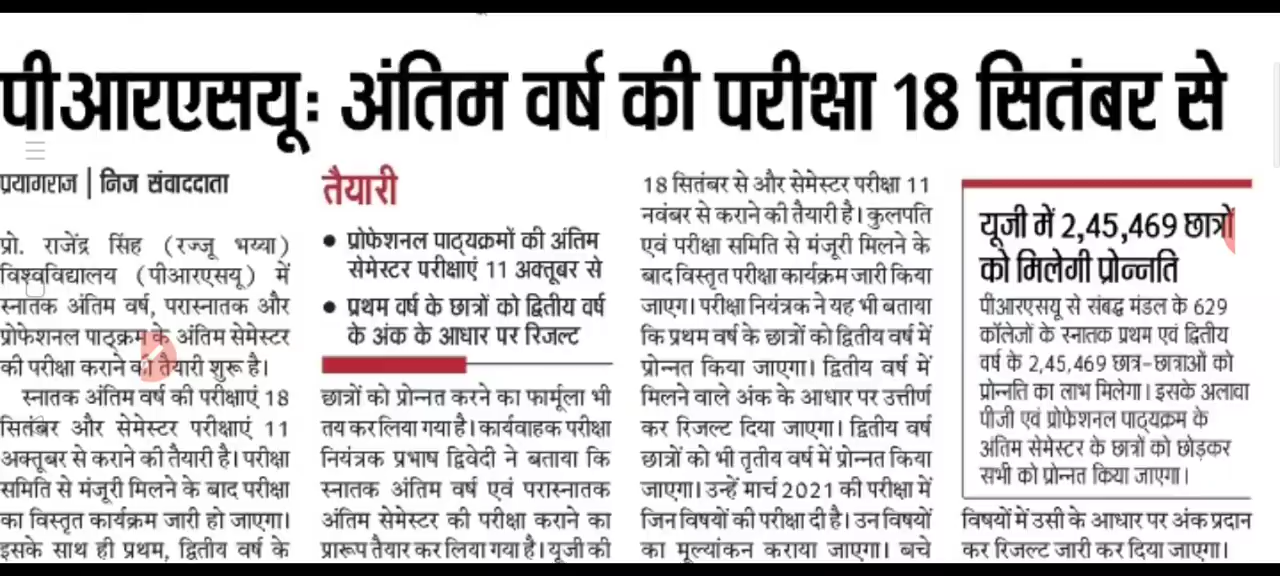 पीआरएसयू: अंतिम वर्ष की परीक्षा 18 सितंबर से
प्रयागराज | निज संवाददाता
प्रो. राजेंद्र सिंह (रज्जू भय्या)
विश्वविद्यालय (पीआरएसयू) में
स्नातक अंतिम वर्ष, परास्नातक और
प्रोफेशनल पाठ्क्रम के अंतिम सेमेस्टर
की परीक्षा कराने की तैयारी शुरू है।
स्नातक अंतिम वर्ष की परीक्षाएं 18
सितंबर और सेमेस्टर परीक्षाएं 11
अक्तूबर से कराने की तैयारी है। परीक्षा
समिति से मंजूरी मिलने के बाद परीक्षा
का विस्तृत कार्यक्रम जारी हो जाएगा।
इसके साथ ही प्रथम, द्वितीय वर्ष के
तैयारी
● प्रोफेशनल पाठ्यक्रमों की अंतिम
सेमेस्टर परीक्षाएं 11 अक्तूबर से
● प्रथम वर्ष के छात्रों को द्वितीय वर्ष
के अंक के आधार पर रिजल्ट
छात्रों को प्रोन्नत करने का फार्मूला भी
तय कर लिया गया है। कार्यवाहक परीक्षा
नियंत्रक प्रभाष द्विवेदी ने बताया कि
स्नातक अंतिम वर्ष एवं परास्नातक
अंतिम सेमेस्टर की परीक्षा कराने का
प्रारूप तैयार कर लिया गया है। यूजी की
18 सितंबर से और सेमेस्टर परीक्षा 11
नवंबर से कराने की तैयारी है। कुलपति
एवं परीक्षा समिति से मंजूरी मिलने के
बाद विस्तृत परीक्षा कार्यक्रम जारी किया
जाएग। परीक्षा नियंत्रक ने यह भी बताया
कि प्रथम वर्ष के छात्रों को द्वितीय वर्ष में
प्रोन्नत किया जाएगा। द्वितीय वर्ष में
मिलने वाले अंक के आधार पर उत्तीर्ण
कर रिजल्ट दिया जाएगा। द्वितीय वर्ष
छात्रों को भी तृतीय वर्ष में प्रोन्नत किया
जाएगा। उन्हें मार्च 2021 की परीक्षा में
जिन विषयों की परीक्षा दी है। उन विषयों
का मूल्यांकन कराया जाएगा। बचे
यूजी में 2,45,469 छात्रों
को मिलेगी प्रोन्नति
पीआरएसयू से संबद्ध मंडल के 629
कॉलेजों के स्नातक प्रथम एवं द्वितीय
वर्ष के 2,45,469 छात्र-छात्राओं को
प्रोन्नति का लाभ मिलेगा। इसके अलावा
पीजी एवं प्रोफेशनल पाठ्यक्रम के
अंतिम सेमेस्टर के छात्रों को छोड़कर
सभी को प्रोन्नत किया जाएगा।
विषयों में उसी के आधार पर अंक प्रदान
कर रिजल्ट जारी कर दिया जाएगा।